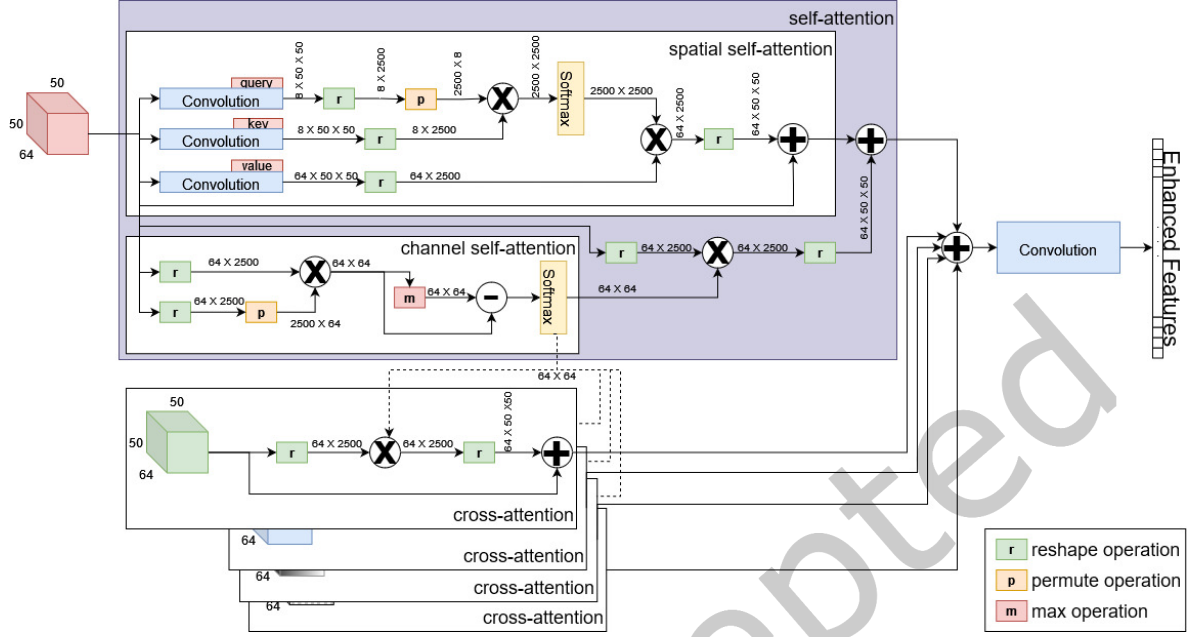 self-attention
spatial self-attention
50
50
64
query
Convolution
8 X 50 X 50
r
8 X 2500
p
2500 X 8
X
2500 X 2500
Softmax
2500 X 2500
key
Convolution
8 X 50 X 50
r
8 X 2500
X
64 X 2500
r
64 X 50 X 50
+
+
value
Convolution
64 X 50 X 50
r
64 X 2500
64 X 50 X 50
channel self-attention
r
64 X 2500
X
64 X 64
m
64 X 64
-
Softmax
64 X 64
r
64 X 2500
p
2500 X 64
r
64 X 2500
X
64 X 2500
r
+
Convolution
Enhanced Features
64 X 64
50
50
64
r
64 X 2500
X
64 X 2500
r
64 X 50 X50
+
cross-attention
64
cross-attention
64
cross-attention
64
cross-attention
r reshape operation
p permute operation
m max operation